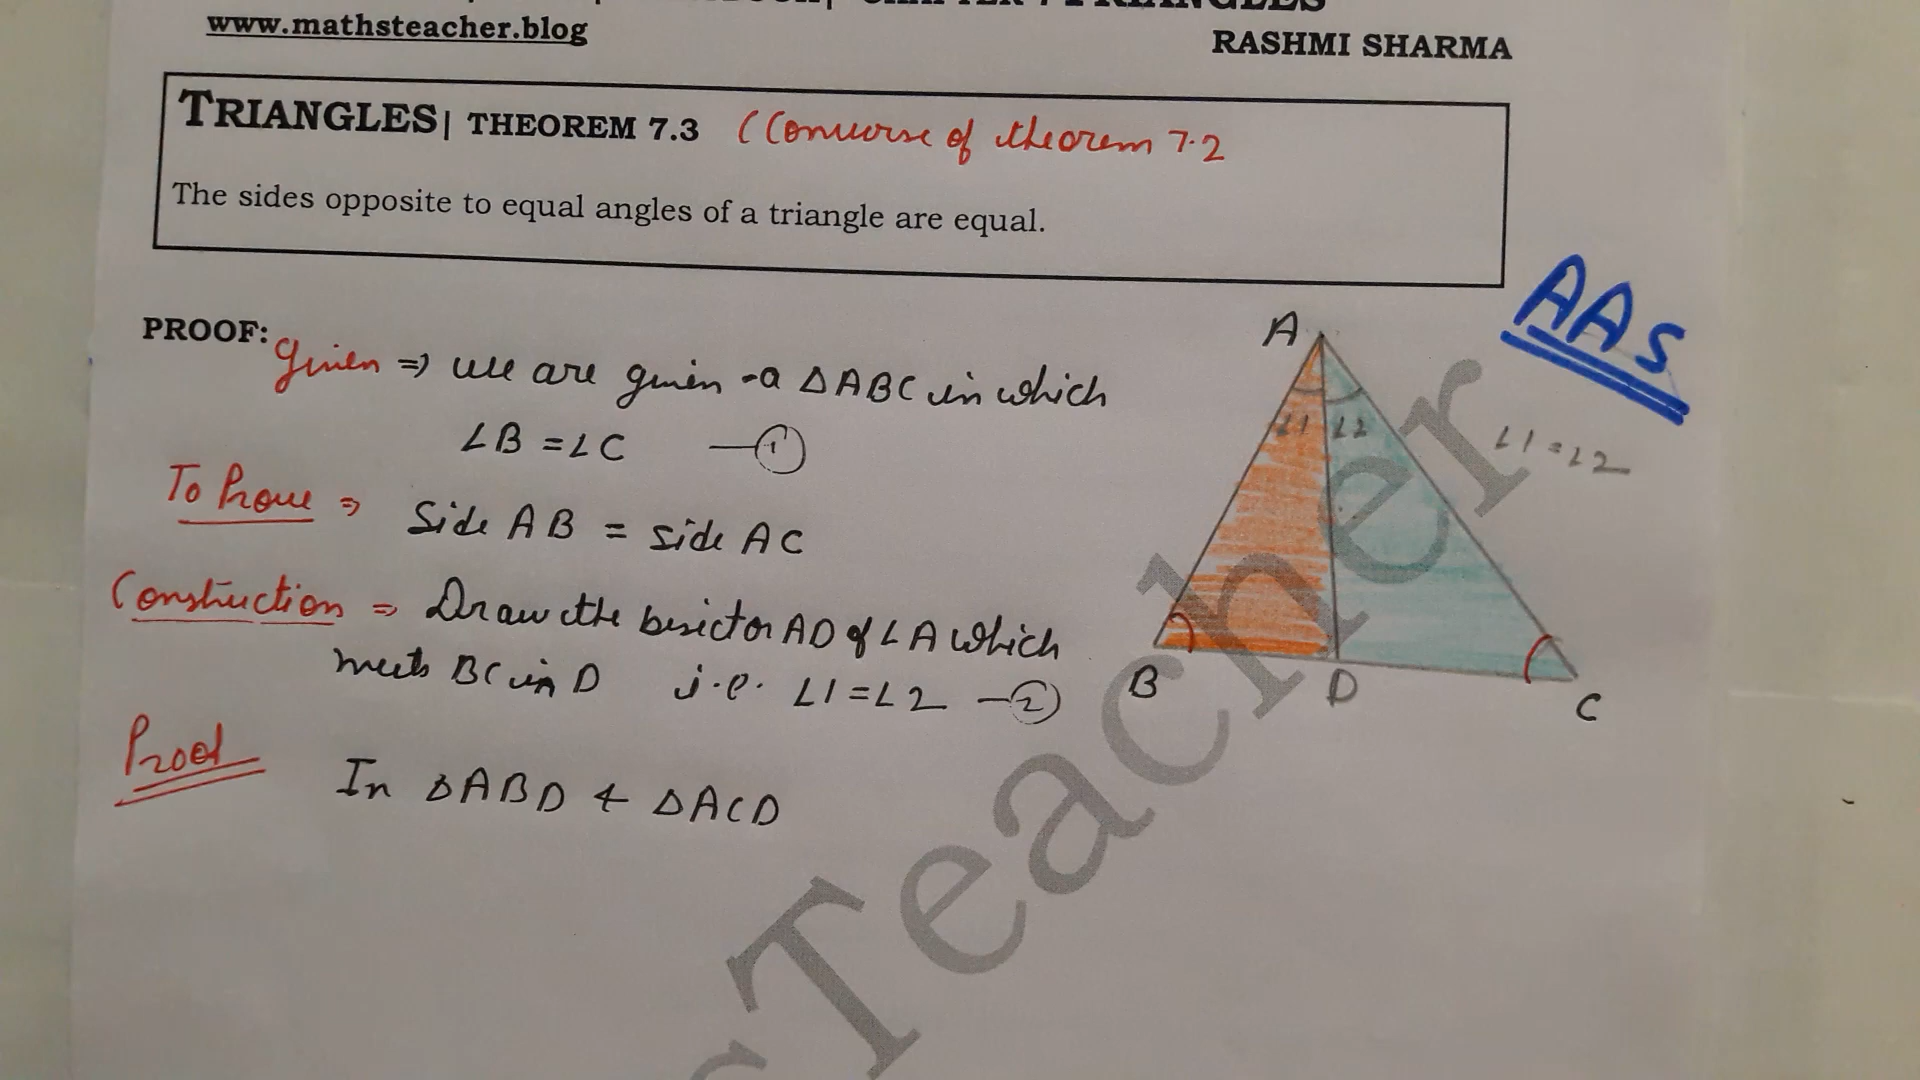 www.mathsteacher.blog
RASHMI SHARMA
TRIANGLES| THEOREM 7.3 (Converse of theorem 7.2
The sides opposite to equal angles of a triangle are equal.
AAS
PROOF:
Given ⇒ we are given a △ABC in which
∠B = ∠C —①
To Prove ⇒ Side AB = side AC
Construction ⇒ Draw the bisector AD of ∠A which
meets BC in D i.e. ∠1 = ∠2 —②
Proof In △ABD & △ACD
A
∠1 ∠2
∠1 = ∠2
B D C
Teacher